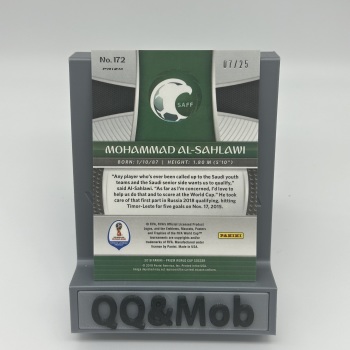 No. 172
07/25
SAFF
MOHAMMAD AL-SAHLAWI
BORN: 1/10/87 | HEIGHT: 1.80 M (5'10")
"Any player who's ever been called up to the Saudi youth
teams and the Saudi senior side wants us to qualify,"
said Al-Sahlawi. "As far as I'm concerned, I'd love to
help us do that and to score at the World Cup." He took
care of that first part in Russia 2018 qualifying, hitting
Timor-Leste for five goals on Nov. 17, 2015.
PANINI
QQ&Mob